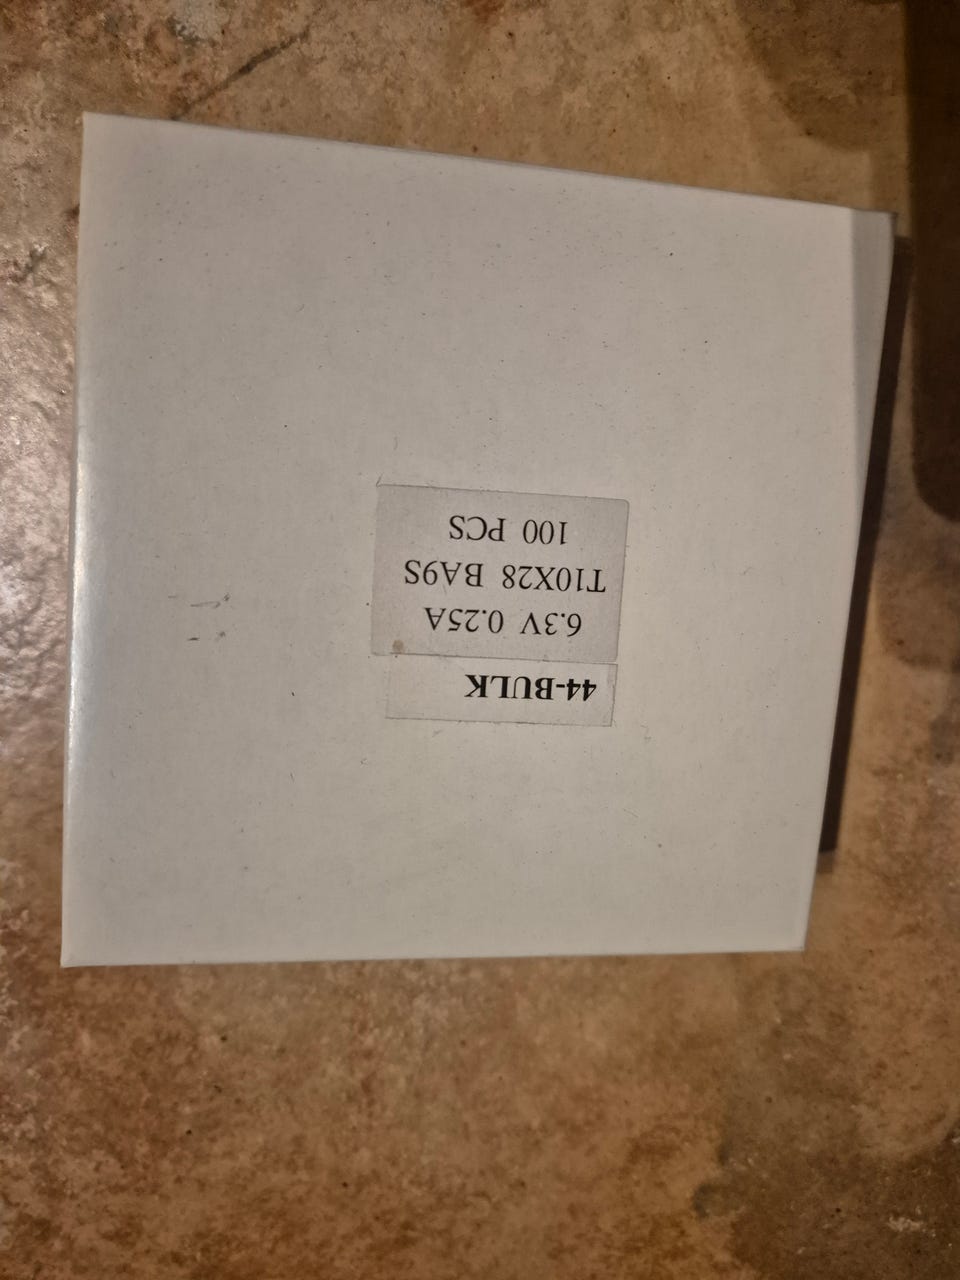 44-BULK
6.3V 0.25A
T10X28 BA9S
100 PCS